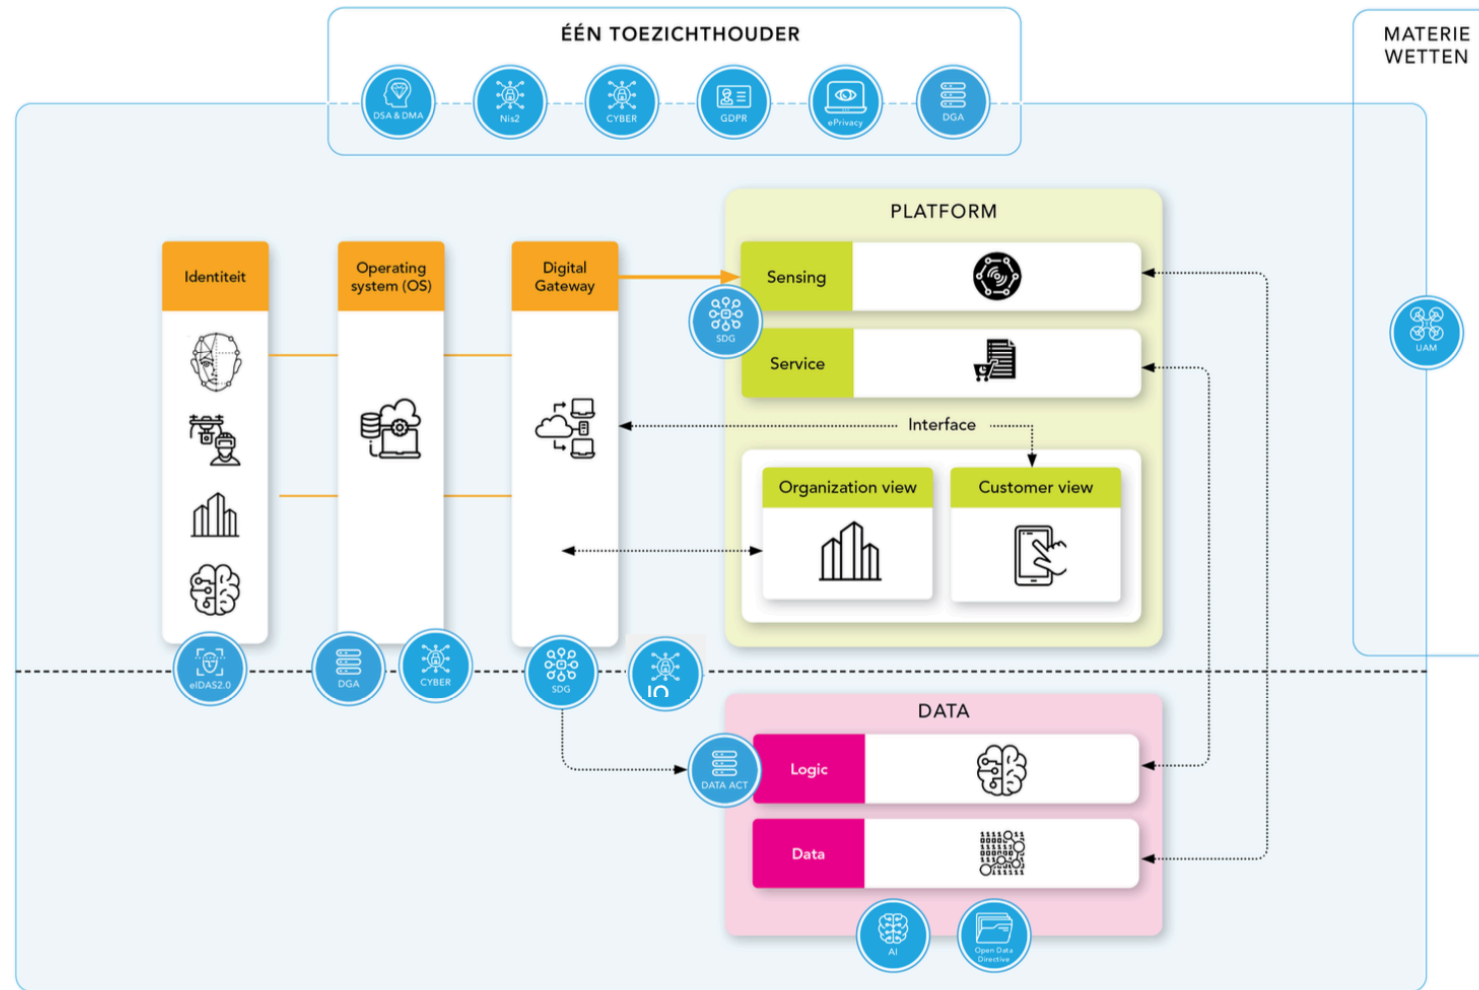 ÉÉN TOEZICHTHOUDER
DSA & DMA
Nis2
CYBER
GDPR
ePrivacy
DGA
MATERIE
WETTEN
PLATFORM
Identiteit
Operating
system (OS)
Digital
Gateway
Sensing
SDG
Service
UAM
Interface
Organization view
Customer view
eIDAS2.0
DGA
CYBER
SDG
IO
DATA
DATA ACT
Logic
Data
AI
Open Data
Directive